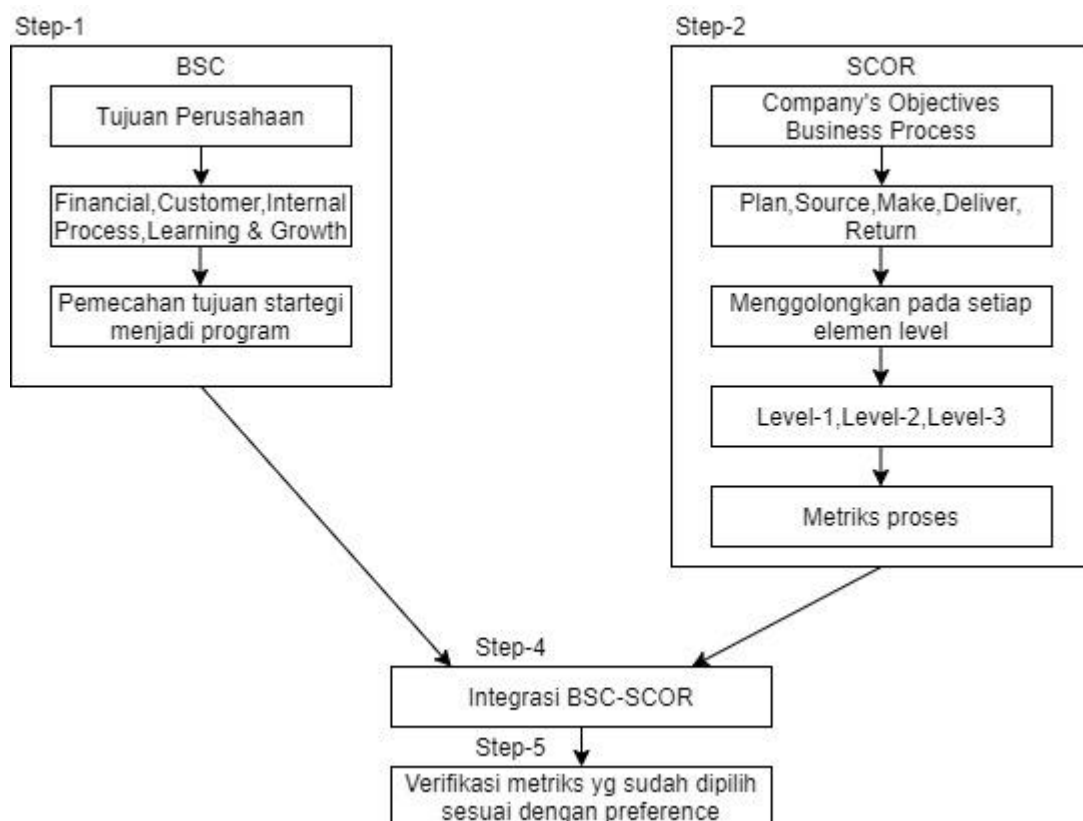 Step-1
BSC
Tujuan Perusahaan
Financial,Customer,Internal
Process,Learning & Growth
Pemecahan tujuan startegi
menjadi program
Step-2
SCOR
Company's Objectives
Business Process
Plan,Source,Make,Deliver,
Return
Menggolongkan pada setiap
elemen level
Level-1,Level-2,Level-3
Metriks proses
Step-4
Integrasi BSC-SCOR
Step-5
Verifikasi metriks yg sudah dipilih
sesuai dengan preference